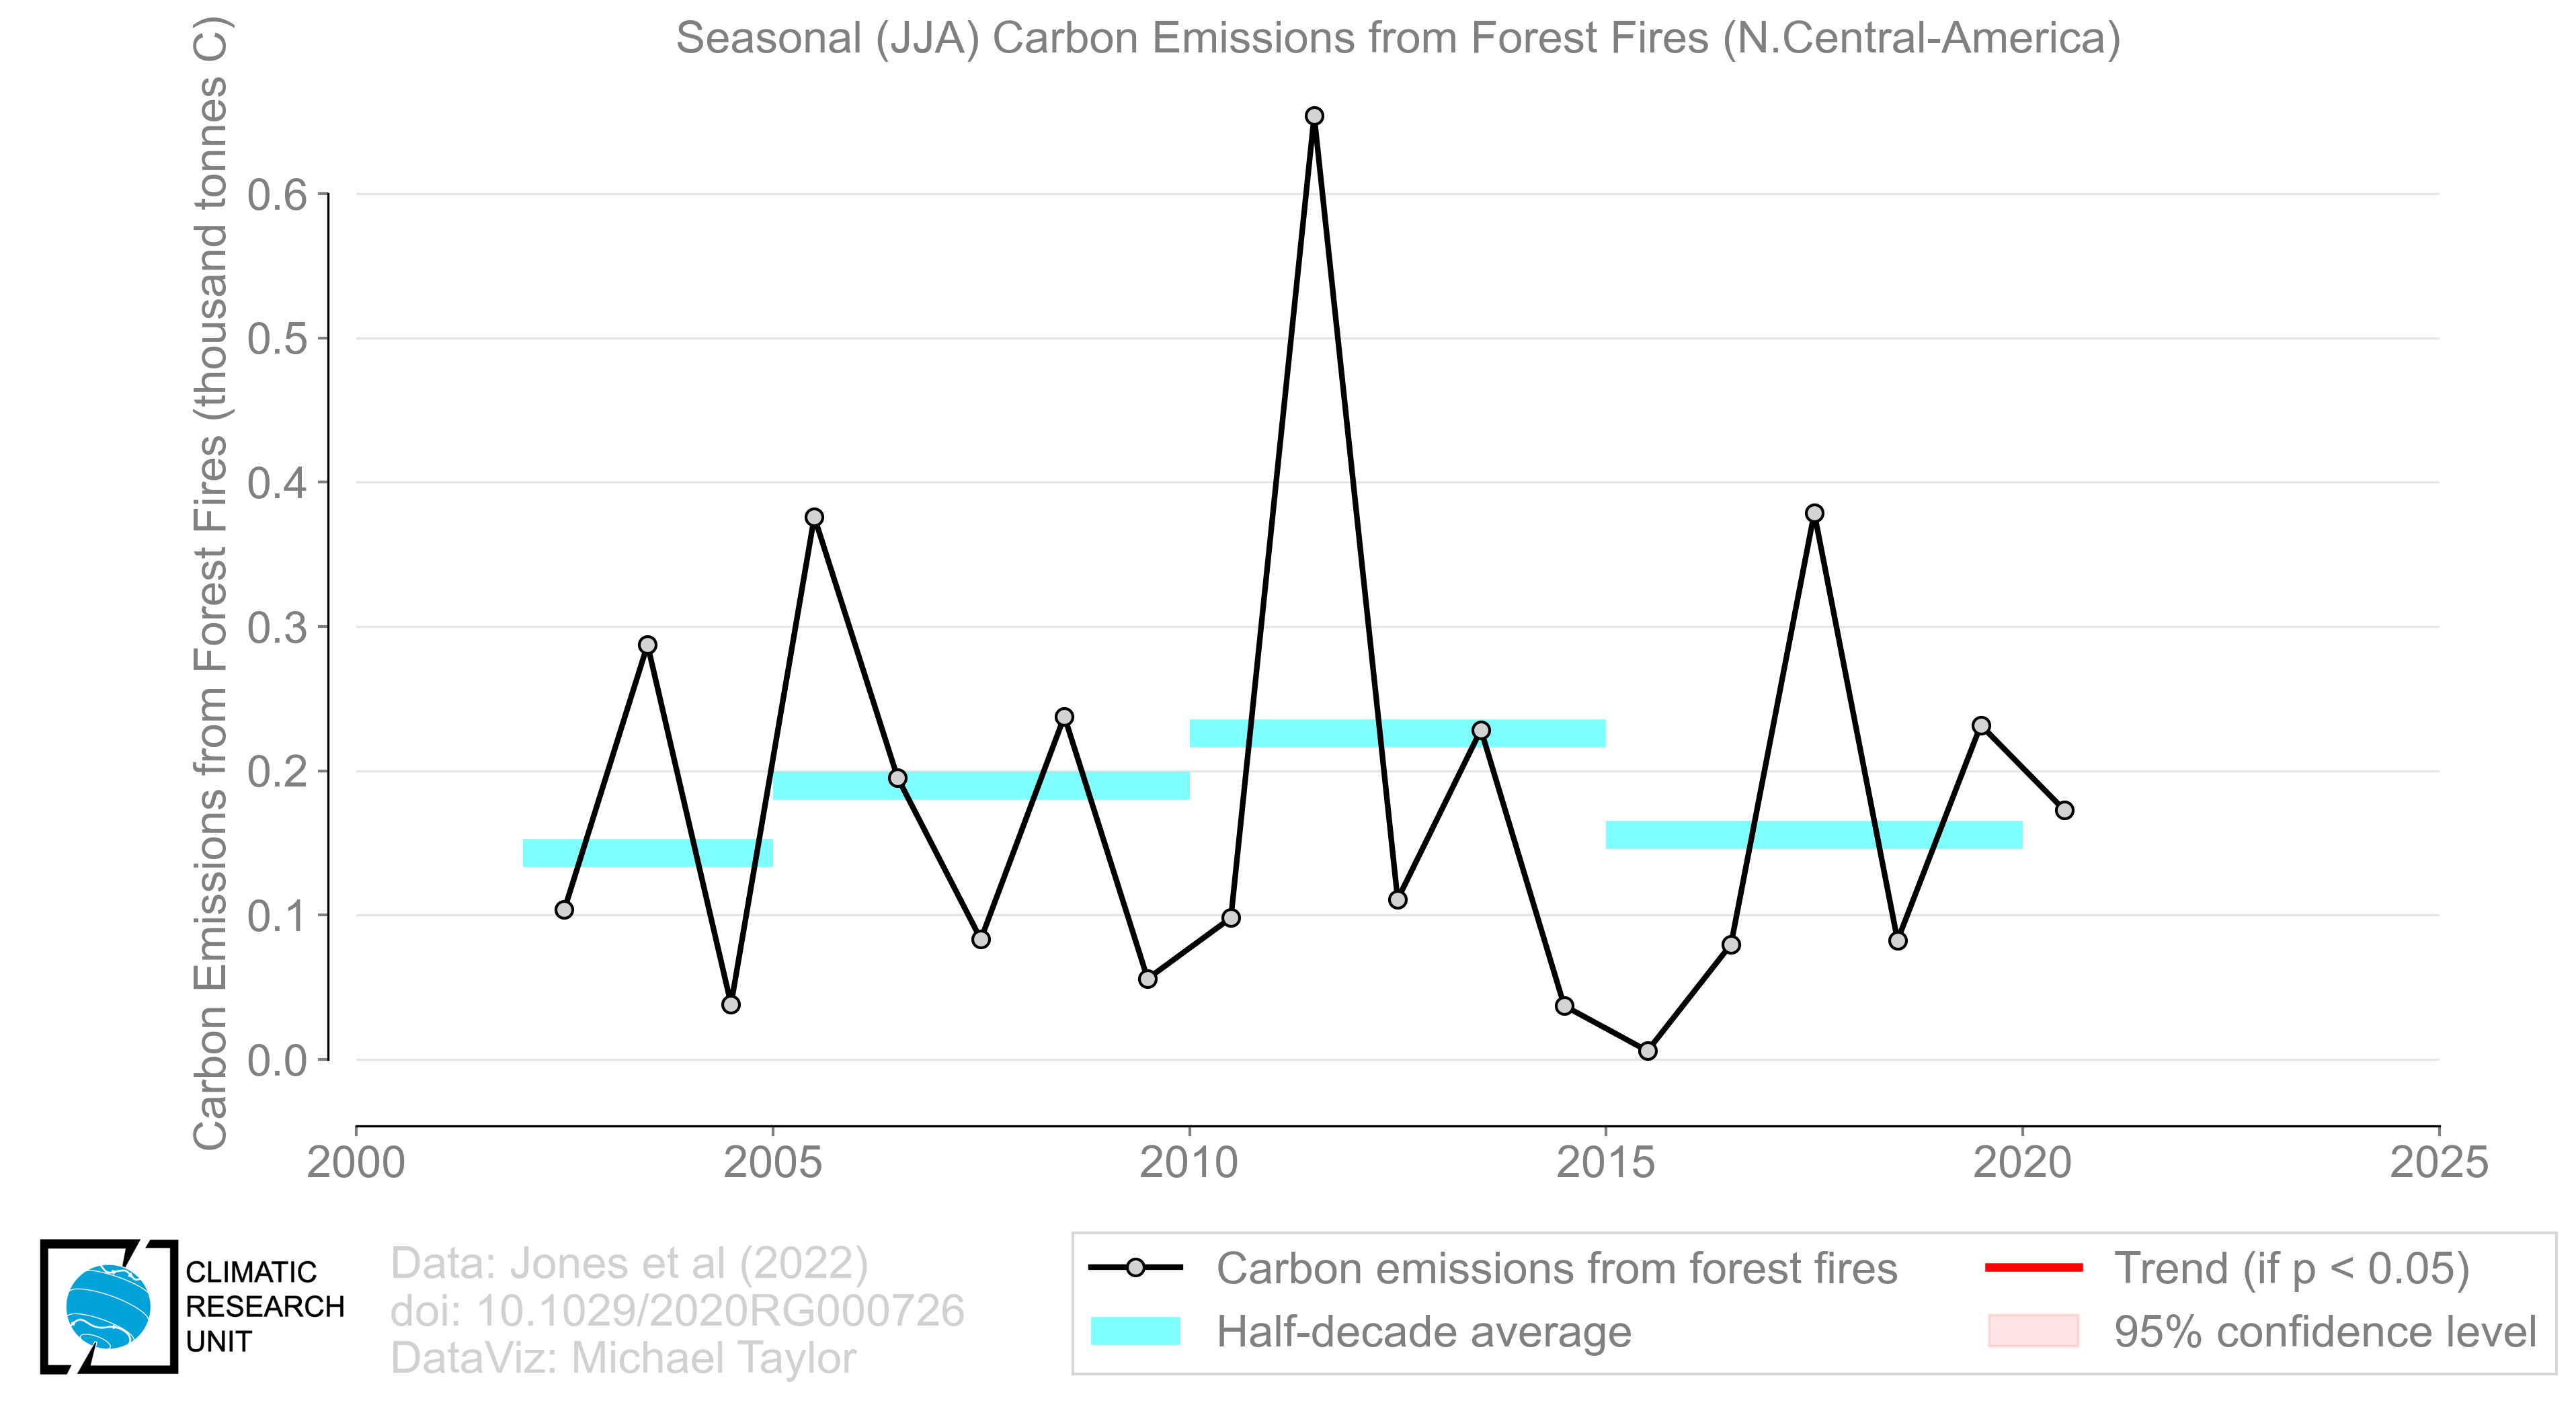 Seasonal (JJA) Carbon Emissions from Forest Fires (N.Central-America)
Carbon Emissions from Forest Fires (thousand tonnes C)
0.6
0.5
0.4
0.3
0.2
0.1
0.0
2000
2005
2010
2015
2020
2025
CLIMATIC
RESEARCH
UNIT
Data: Jones et al (2022)
doi: 10.1029/2020RG000726
DataViz: Michael Taylor
Carbon emissions from forest fires
Half-decade average
Trend (if p < 0.05)
95% confidence level